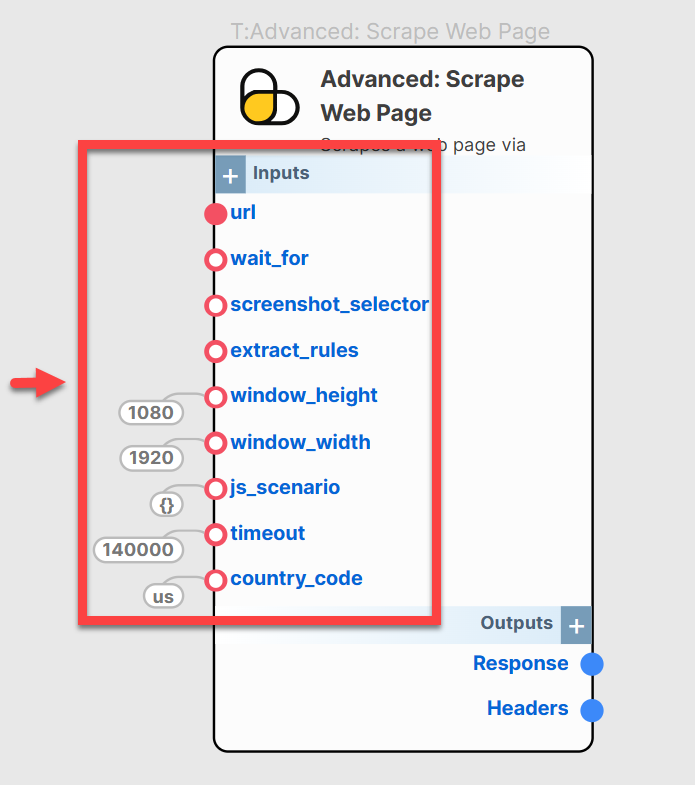 T:Advanced: Scrape Web Page
Advanced: Scrape
Web Page
Scrapes a web page via
+ Inputs
url
wait_for
screenshot_selector
extract_rules
window_height
1080
window_width
1920
js_scenario
{}
timeout
140000
country_code
us
Outputs +
Response
Headers